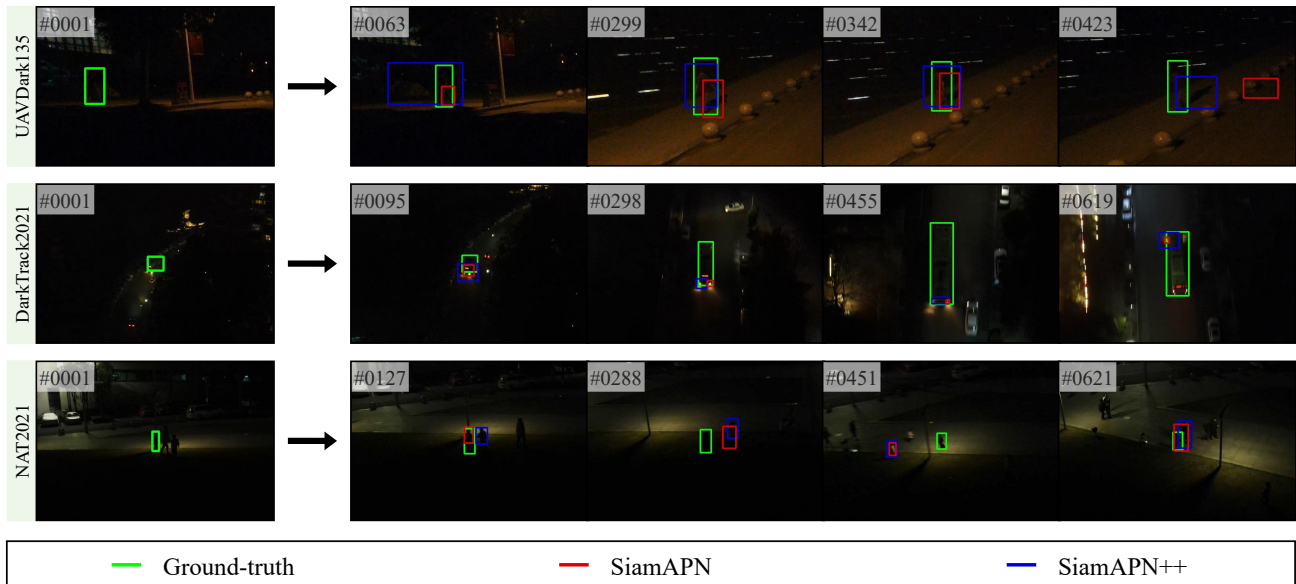 UAVDark135
#0001
#0063
#0299
#0342
#0423
DarkTrack2021
#0001
#0095
#0298
#0455
#0619
NAT2021
#0001
#0127
#0288
#0451
#0621
Ground-truth
SiamAPN
SiamAPN++